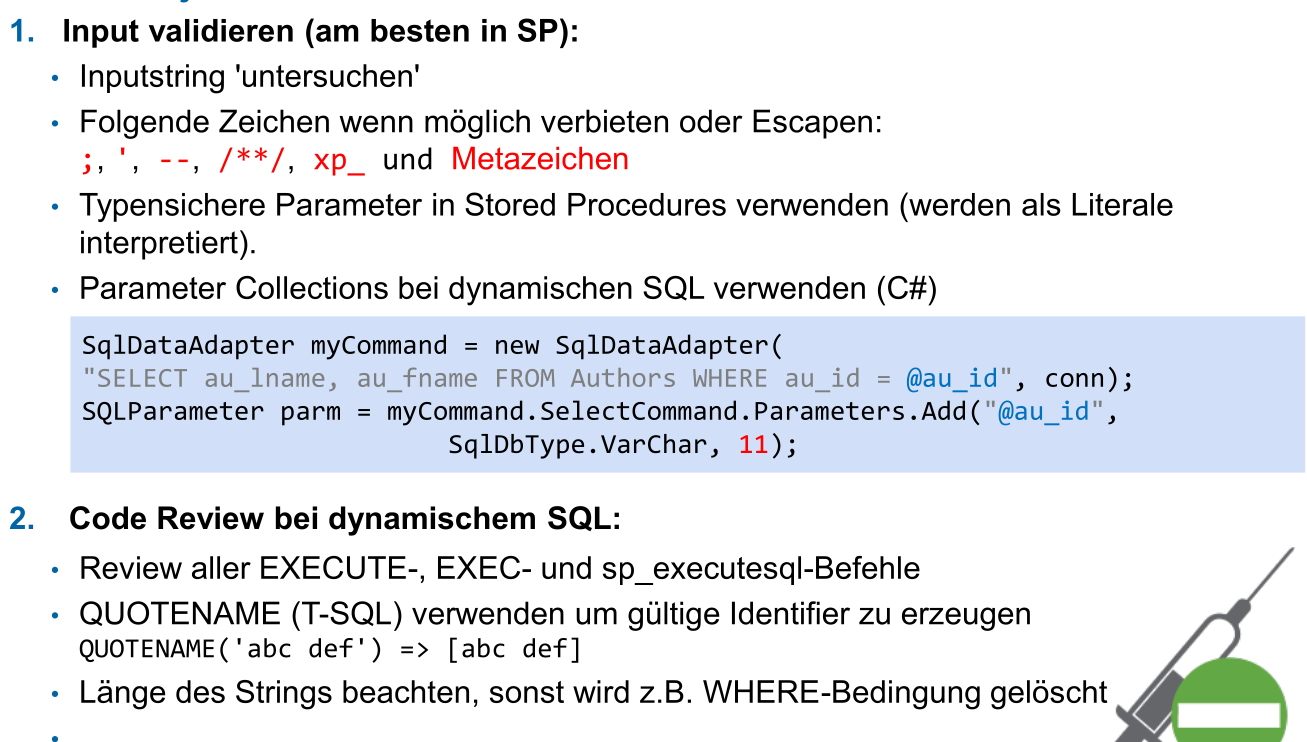 1. Input validieren (am besten in SP):
• Inputstring 'untersuchen'
• Folgende Zeichen wenn möglich verbieten oder Escapen:
;, ', --, /**/, xp_ und Metazeichen
• Typensichere Parameter in Stored Procedures verwenden (werden als Literale
interpretiert).
• Parameter Collections bei dynamischen SQL verwenden (C#)
SqlDataAdapter myCommand = new SqlDataAdapter(
"SELECT au_lname, au_fname FROM Authors WHERE au_id = @au_id", conn);
SQLParameter parm = myCommand.SelectCommand.Parameters.Add("@au_id",
SqlDbType.VarChar, 11);
2. Code Review bei dynamischem SQL:
• Review aller EXECUTE-, EXEC- und sp_executesql-Befehle
• QUOTENAME (T-SQL) verwenden um gültige Identifier zu erzeugen
QUOTENAME('abc def') => [abc def]
• Länge des Strings beachten, sonst wird z.B. WHERE-Bedingung gelöscht
•